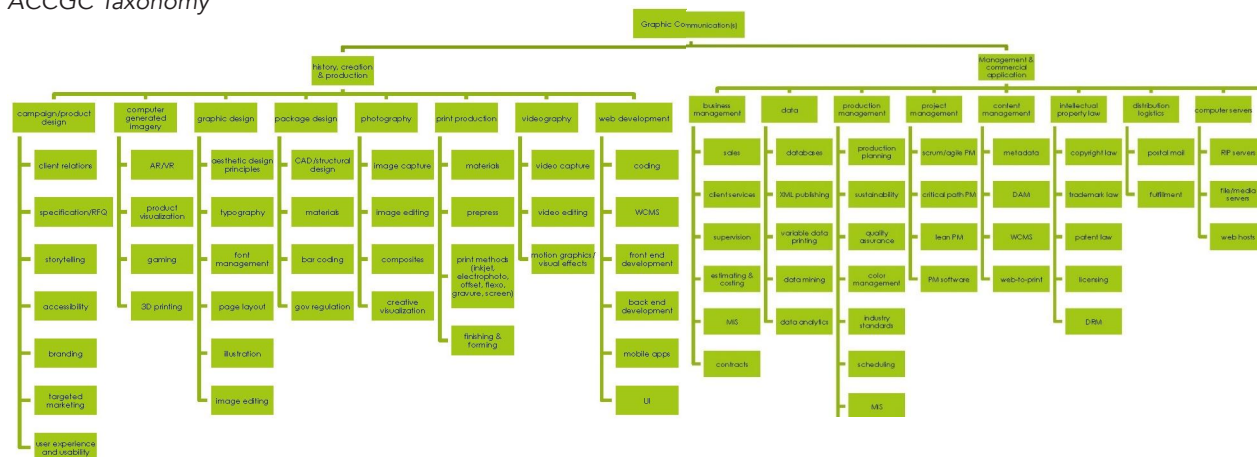 ACCGC Taxonomy
Graphic Communication(s)
history, creation
& production
Management &
commercial
application
campaign/product
design
computer
generated
imagery
graphic design
package design
photography
print production
videography
web development
business
management
data
production
management
project
management
content
management
intellectual
property law
distribution
logistics
computer servers
client relations
specification/RFQ
storytelling
accessibility
branding
targeted
marketing
user experience
and usability
AR/VR
product
visualization
gaming
3D printing
aesthetic design
principles
typography
font
management
page layout
illustration
image editing
CAD/structural
design
materials
bar coding
gov regulation
image capture
image editing
composites
creative
visualization
materials
prepress
print methods
(inkjet,
electrophoto,
offset, flexo,
gravure, screen)
finishing &
forming
video capture
video editing
motion graphics/
visual effects
coding
WCMS
front end
development
back end
development
mobile apps
UI
sales
client services
supervision
estimating &
costing
MIS
contracts
databases
XML publishing
variable data
printing
data mining
data analytics
production
planning
sustainability
quality
assurance
color
management
industry
standards
scheduling
MIS
scrum/agile PM
critical path PM
lean PM
PM software
metadata
DAM
WCMS
web-to-print
copyright law
trademark law
patent law
licensing
DRM
postal mail
fulfillment
RIP servers
file/media
servers
web hosts